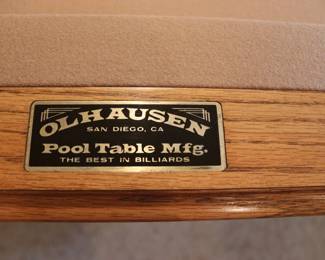 OLHAUSEN
SAN DIEGO, CA
Pool Table Mfg.
THE BEST IN BILLIARDS